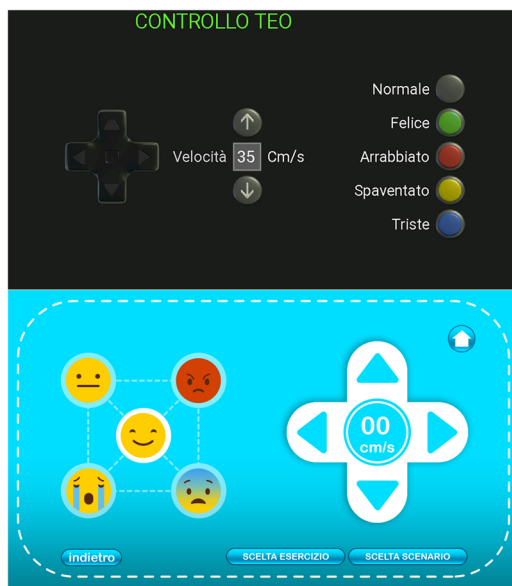 CONTROLLO TEO
Normale
Felice
Velocità 35 Cm/s
Arrabbiato
Spaventato
Triste
00
cm/s
indietro
SCELTA ESERCIZIO
SCELTA SCENARIO